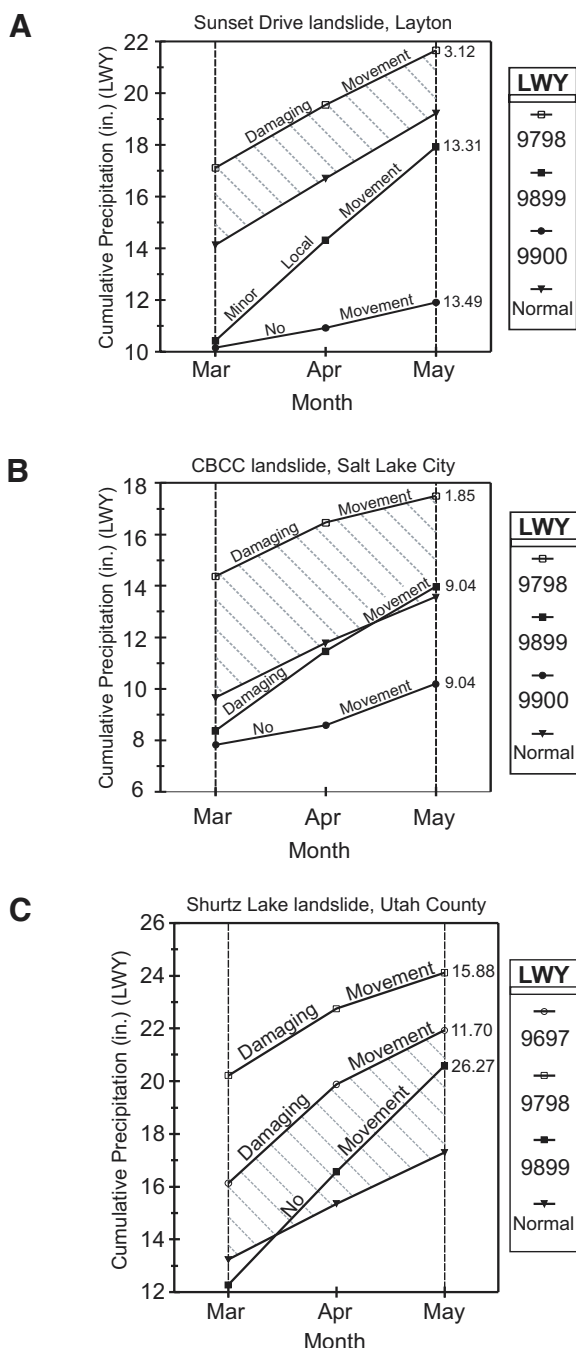 A
Sunset Drive landslide, Layton
Cumulative Precipitation (in.) (LWY)
22
20
18
16
14
12
10
Damaging Movement
3.12
13.31
Minor Local Movement
No Movement
13.49
Mar Apr May
Month
LWY
9798
9899
9900
Normal
B
CBCC landslide, Salt Lake City
Cumulative Precipitation (in.) (LWY)
18
16
14
12
10
8
6
Damaging Movement
1.85
Damaging Movement
9.04
No Movement
9.04
Mar Apr May
Month
LWY
9798
9899
9900
Normal
C
Shurtz Lake landslide, Utah County
Cumulative Precipitation (in.) (LWY)
26
24
22
20
18
16
14
12
Damaging Movement
15.88
Damaging Movement
11.70
No Movement
26.27
Mar Apr May
Month
LWY
9697
9798
9899
Normal